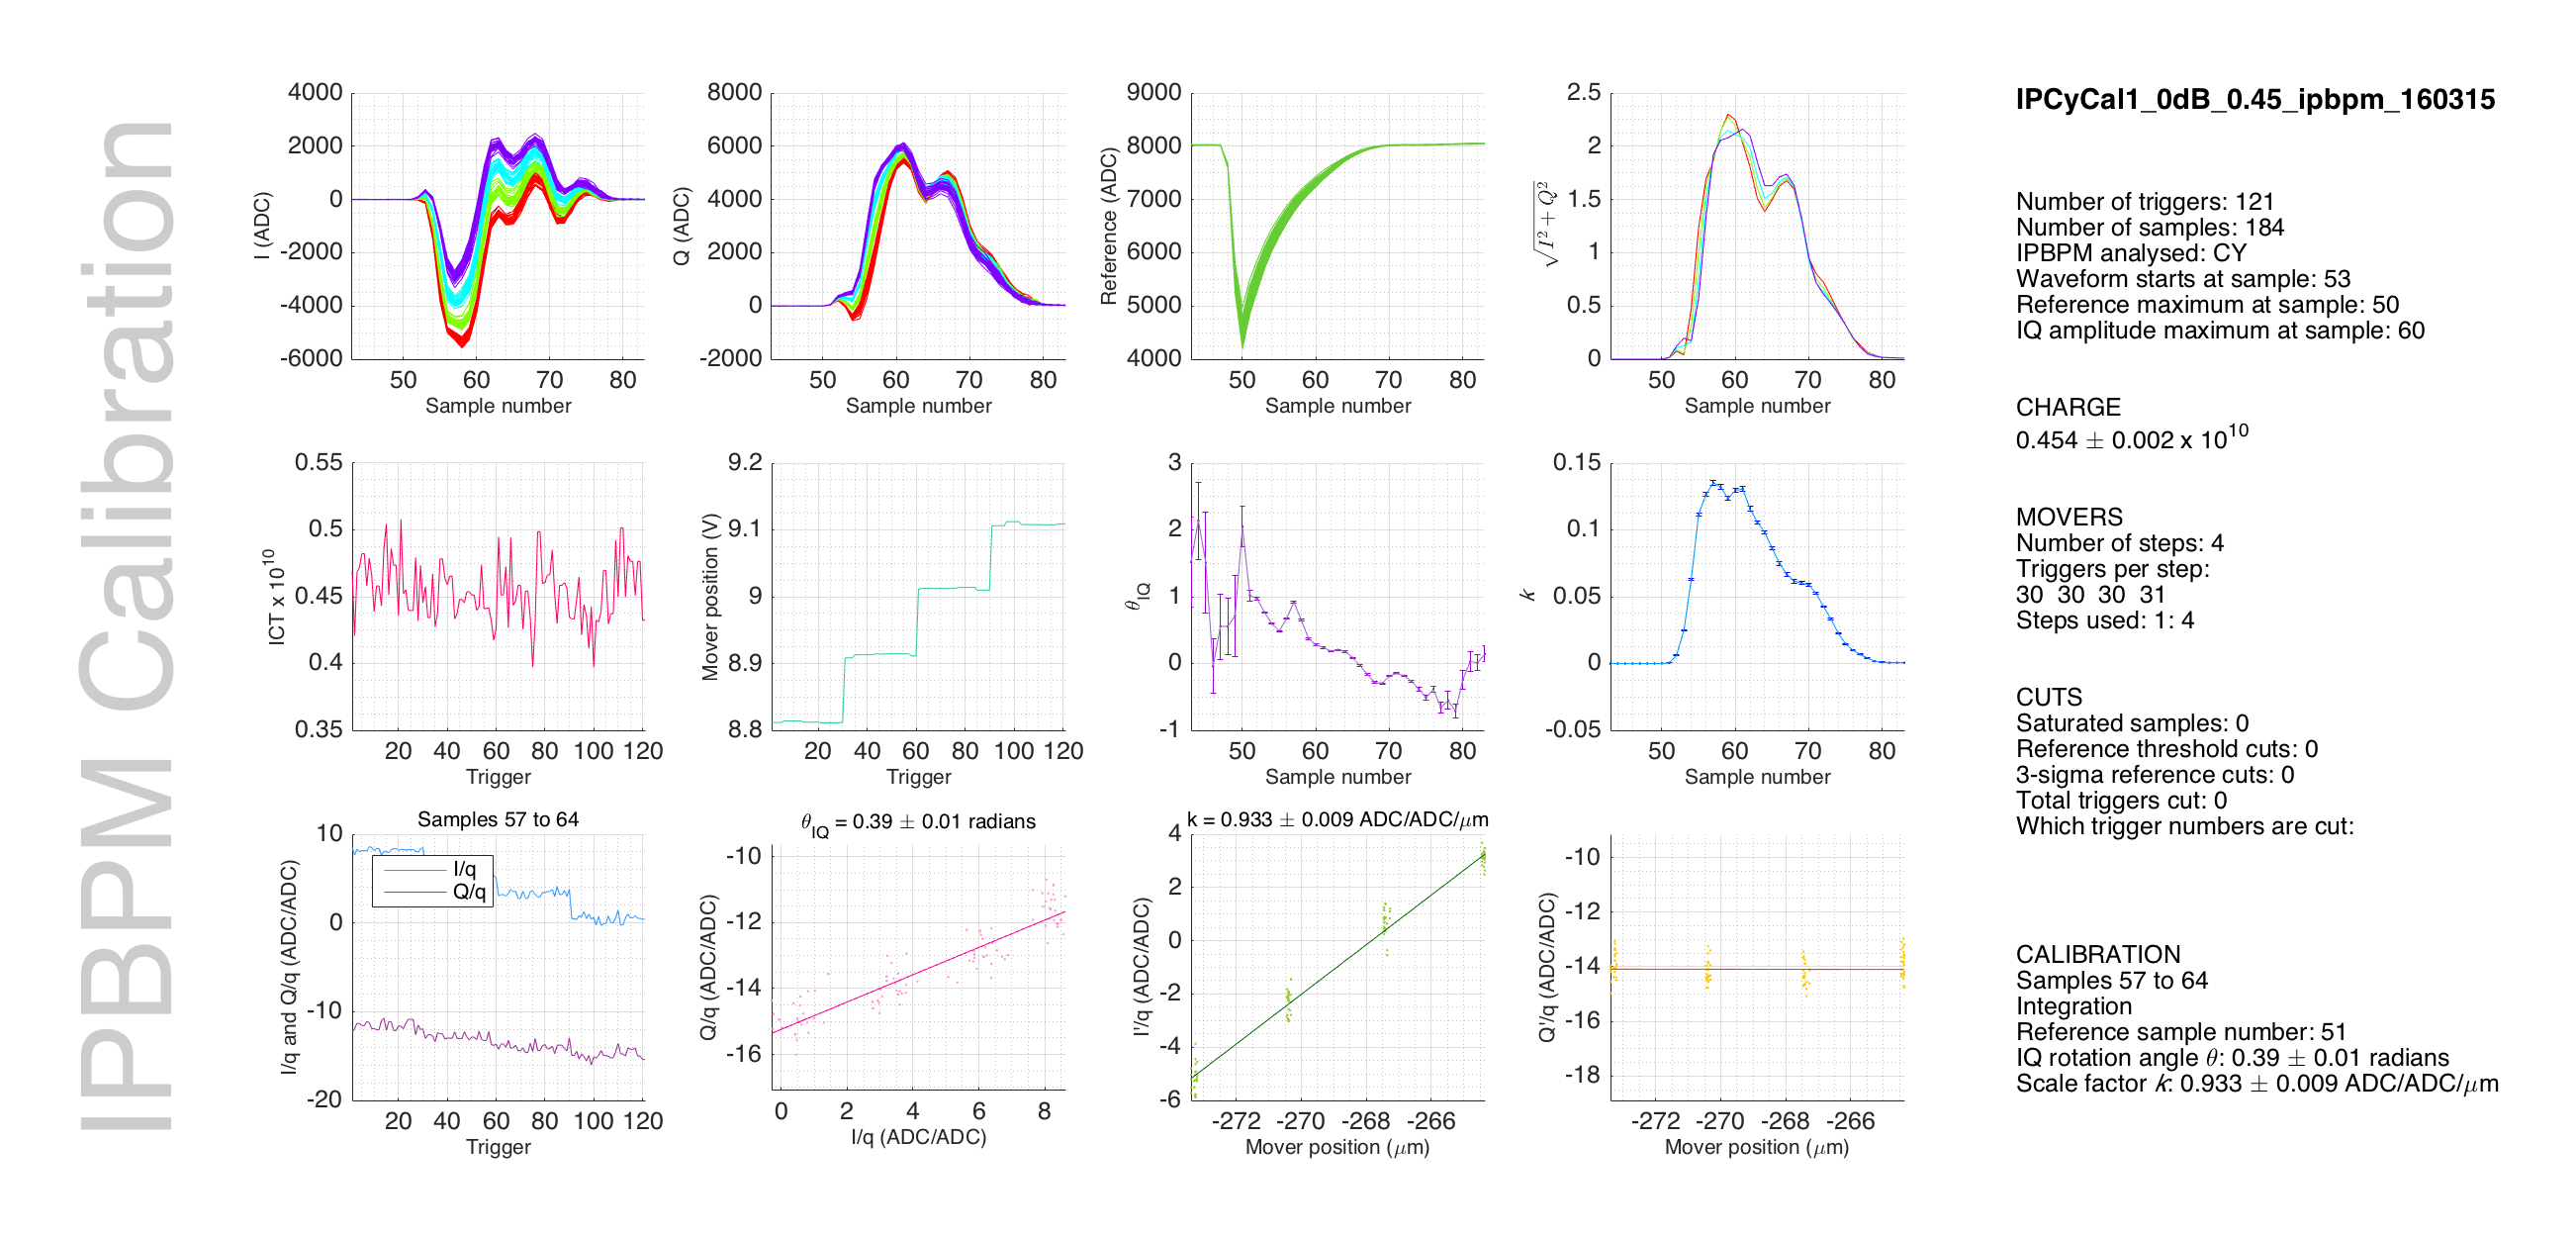 IPBPM Calibration
4000
2000
0
-2000
-4000
-6000
I (ADC)
50 60 70 80
Sample number
8000
6000
4000
2000
0
-2000
Q (ADC)
50 60 70 80
Sample number
9000
8000
7000
6000
5000
4000
Reference (ADC)
50 60 70 80
Sample number
2.5
2
1.5
1
0.5
0
√I² + Q²
50 60 70 80
Sample number
0.55
0.5
0.45
0.4
0.35
ICT x 10¹⁰
20 40 60 80 100 120
Trigger
9.2
9.1
9
8.9
8.8
Mover position (V)
20 40 60 80 100 120
Trigger
3
2
1
0
-1
θIQ
50 60 70 80
Sample number
0.15
0.1
0.05
0
-0.05
k
50 60 70 80
Sample number
Samples 57 to 64
10
0
-10
-20
I/q and Q/q (ADC/ADC)
I/q
Q/q
20 40 60 80 100 120
Trigger
θIQ = 0.39 ± 0.01 radians
-10
-12
-14
-16
Q/q (ADC/ADC)
0 2 4 6 8
I/q (ADC/ADC)
k = 0.933 ± 0.009 ADC/ADC/μm
4
2
0
-2
-4
-6
I'/q (ADC/ADC)
-272 -270 -268 -266
Mover position (μm)
-10
-12
-14
-16
-18
Q'/q (ADC/ADC)
-272 -270 -268 -266
Mover position (μm)
IPCyCal1_0dB_0.45_ipbpm_160315
Number of triggers: 121
Number of samples: 184
IPBPM analysed: CY
Waveform starts at sample: 53
Reference maximum at sample: 50
IQ amplitude maximum at sample: 60
CHARGE
0.454 ± 0.002 x 10¹⁰
MOVERS
Number of steps: 4
Triggers per step:
30 30 30 31
Steps used: 1: 4
CUTS
Saturated samples: 0
Reference threshold cuts: 0
3-sigma reference cuts: 0
Total triggers cut: 0
Which trigger numbers are cut:
CALIBRATION
Samples 57 to 64
Integration
Reference sample number: 51
IQ rotation angle θ: 0.39 ± 0.01 radians
Scale factor k: 0.933 ± 0.009 ADC/ADC/μm